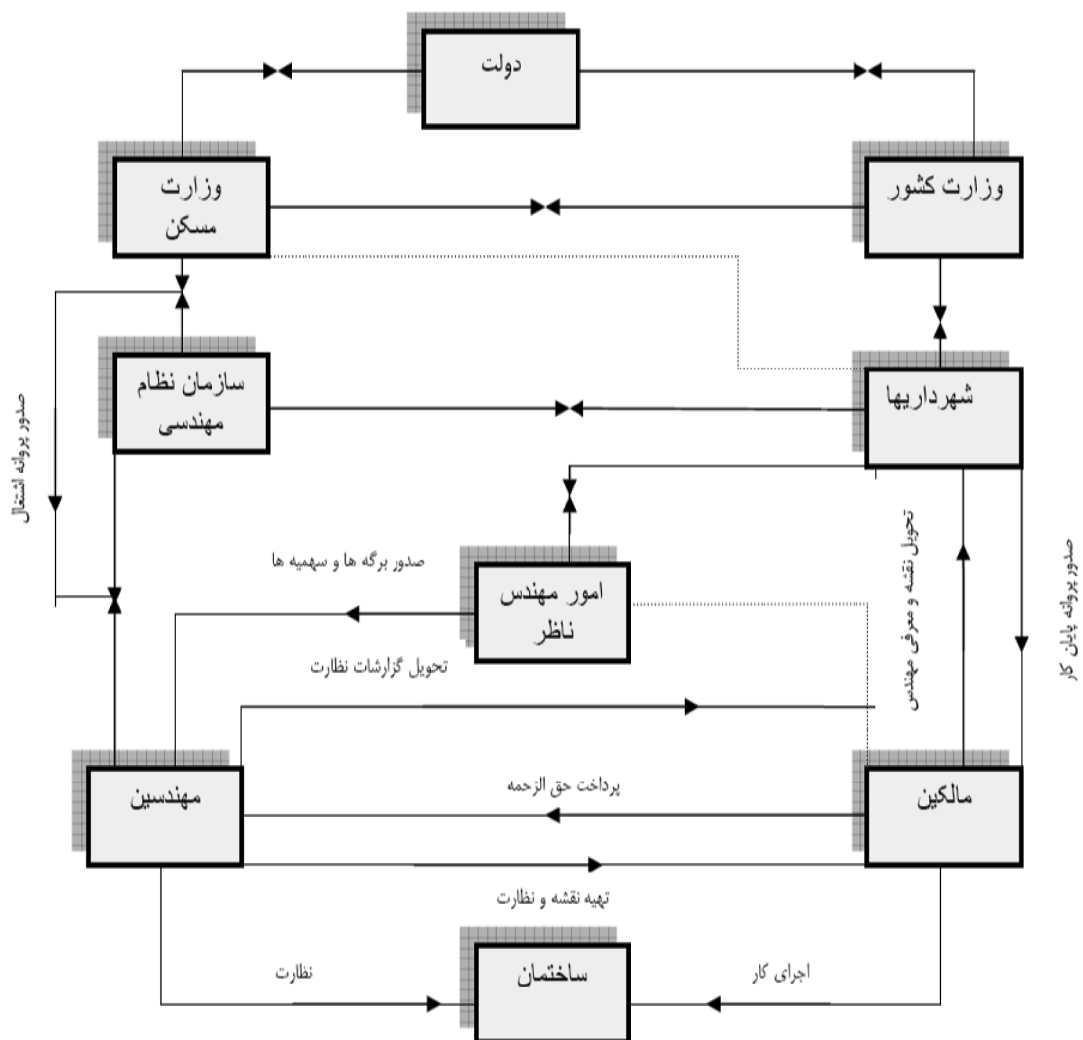 دولت
وزارت کشور
وزارت
مسکن
شهرداریها
سازمان نظام
مهندسی
صدور پروانه اشتغال
صدور پروانه پایان کار
تحویل نقشه و معرفی مهندس
صدور برگه ها و سهمیه ها
امور مهندس
ناظر
تحویل گزارشات نظارت
مالکین
مهندسین
پرداخت حق الزحمه
تهیه نقشه و نظارت
ساختمان
اجرای کار
نظارت